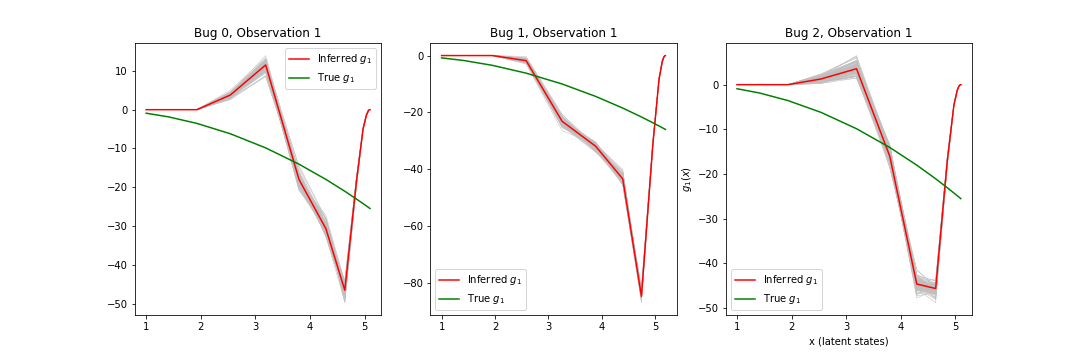 Bug 0, Observation 1
Inferred g₁
True g₁
10
0
−10
−20
−30
−40
−50
1 2 3 4 5
Bug 1, Observation 1
0
−20
−40
−60
−80
Inferred g₁
True g₁
1 2 3 4 5
Bug 2, Observation 1
g₁(x)
0
−10
−20
−30
−40
−50
Inferred g₁
True g₁
1 2 3 4 5
x (latent states)